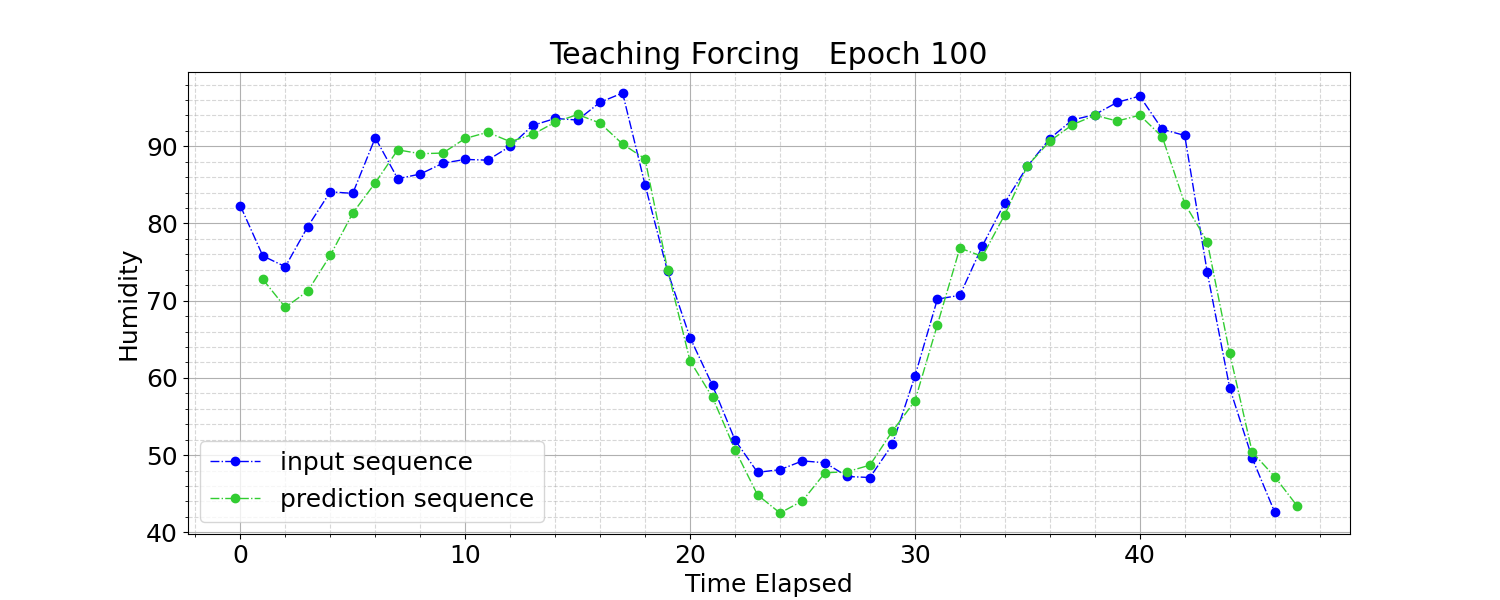 Teaching Forcing   Epoch 100
Humidity
90
80
70
60
50
40
input sequence
prediction sequence
0 10 20 30 40
Time Elapsed